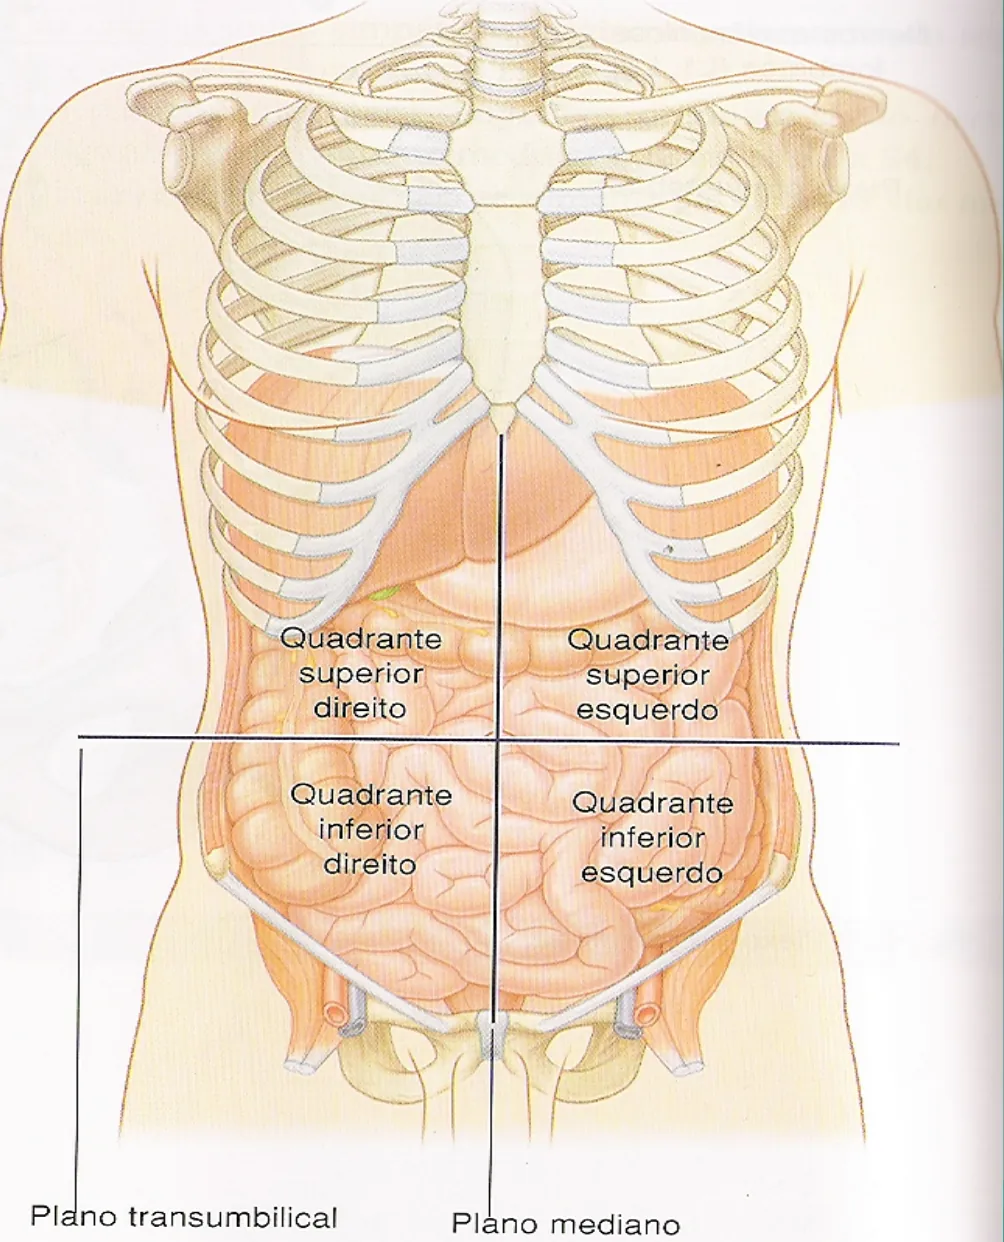 Quadrante
superior
direito
Quadrante
superior
esquerdo
Quadrante
inferior
direito
Quadrante
inferior
esquerdo
Plano transumbilical
Plano mediano